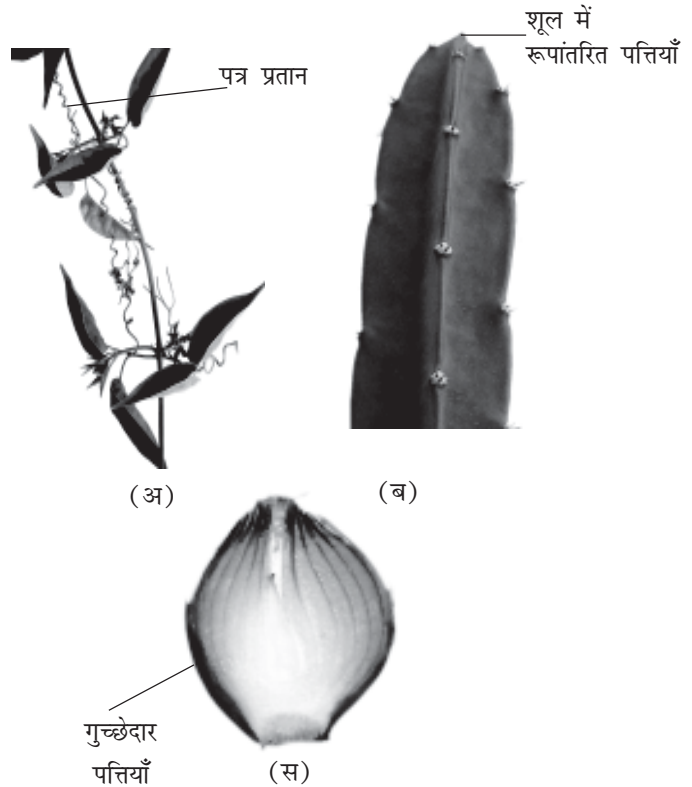 पत्र प्रतान
शूल में
रूपांतरित पत्तियाँ
(अ)
(ब)
गुच्छेदार
पत्तियाँ
(स)